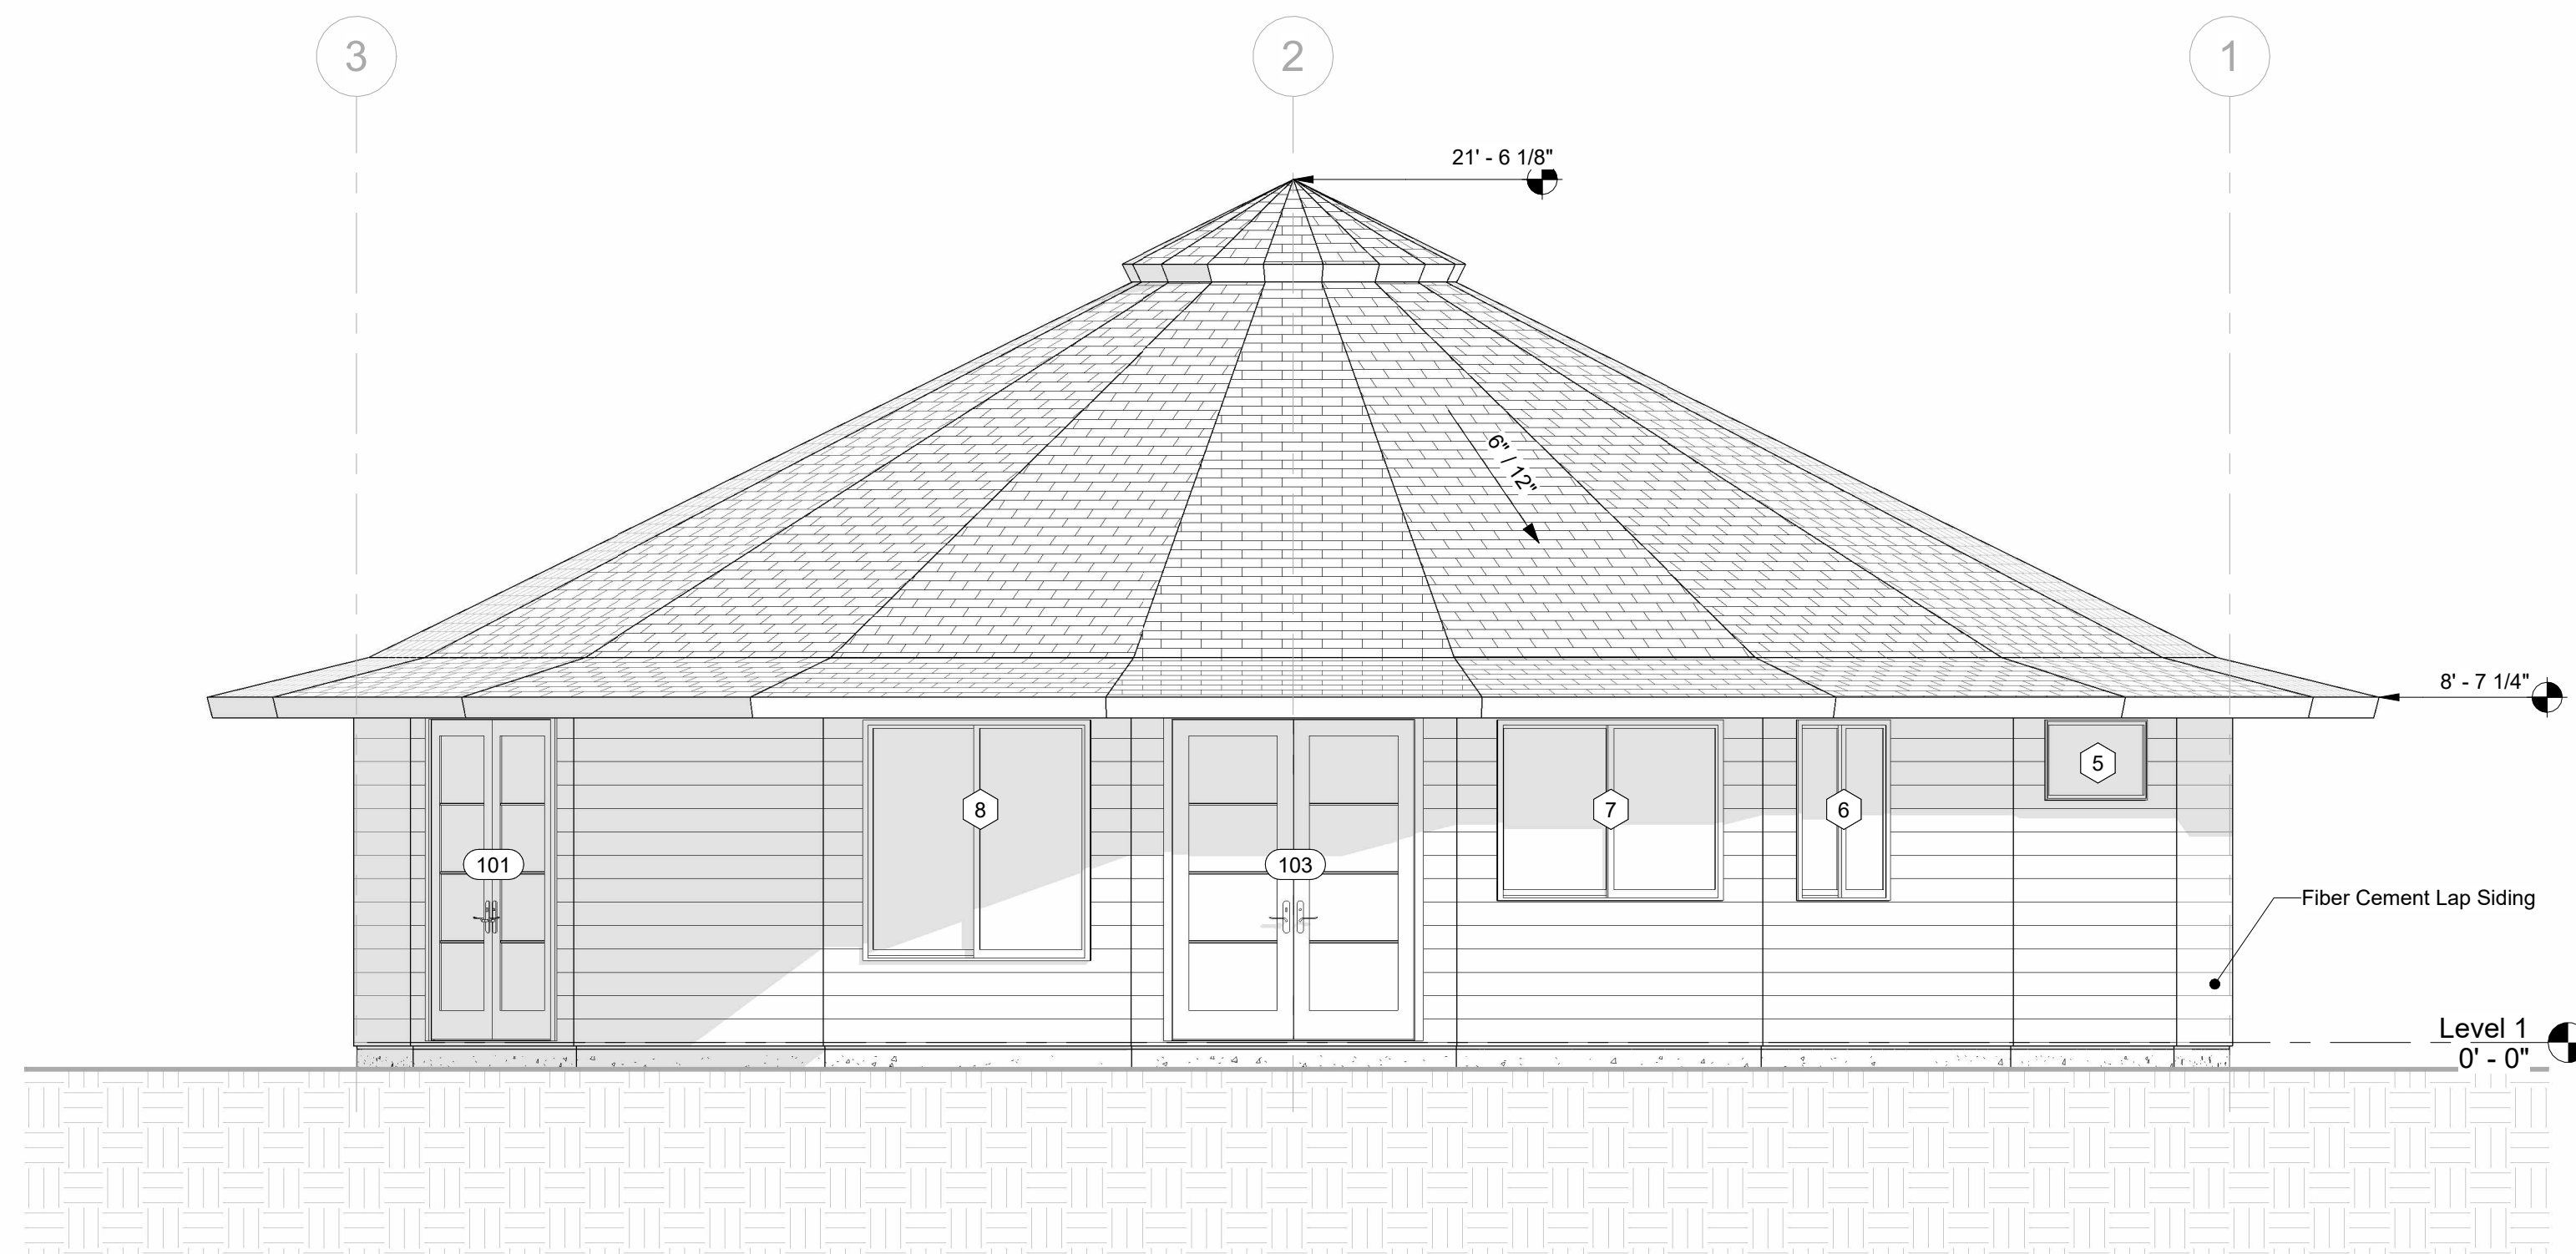 3
2
1
21' - 6 1/8"
6" / 12"
8' - 7 1/4"
5
8
7
6
101
103
Fiber Cement Lap Siding
Level 1
0' - 0"